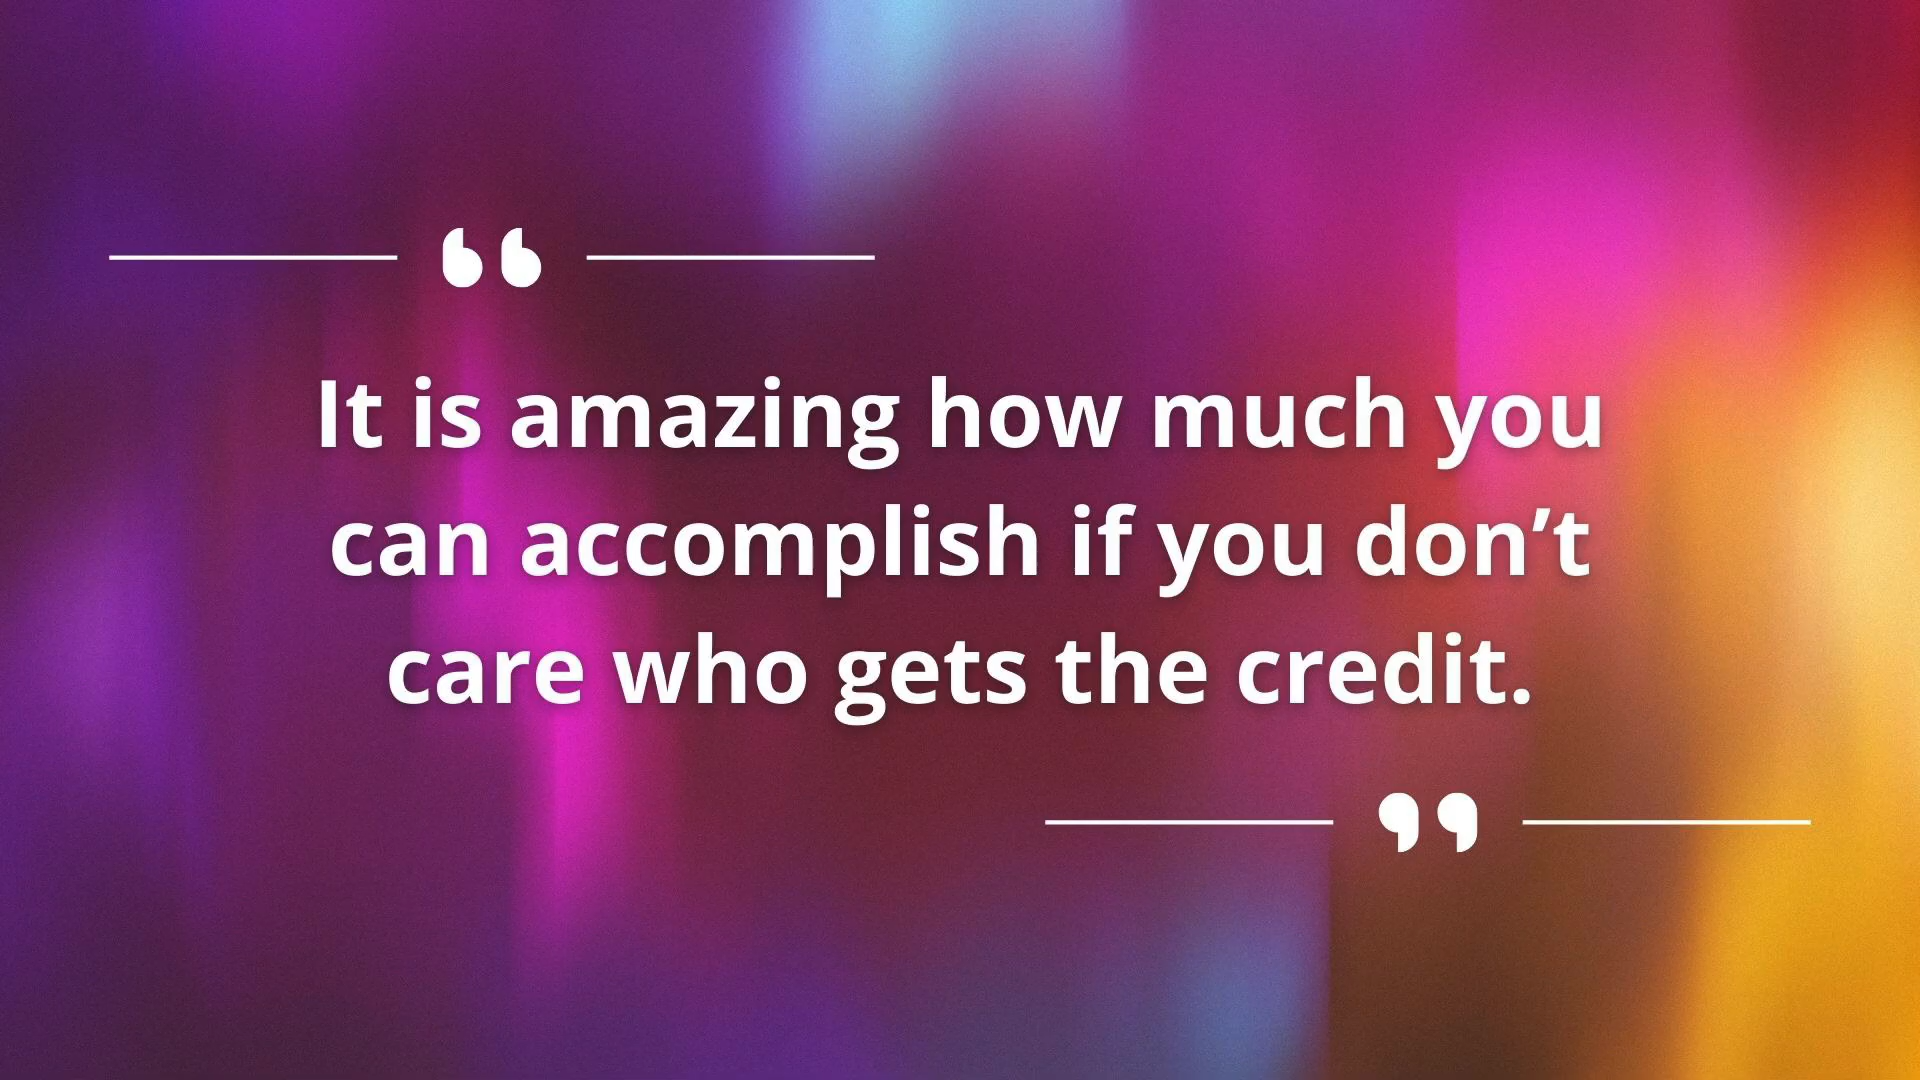 “
It is amazing how much you
can accomplish if you don’t
care who gets the credit.
”